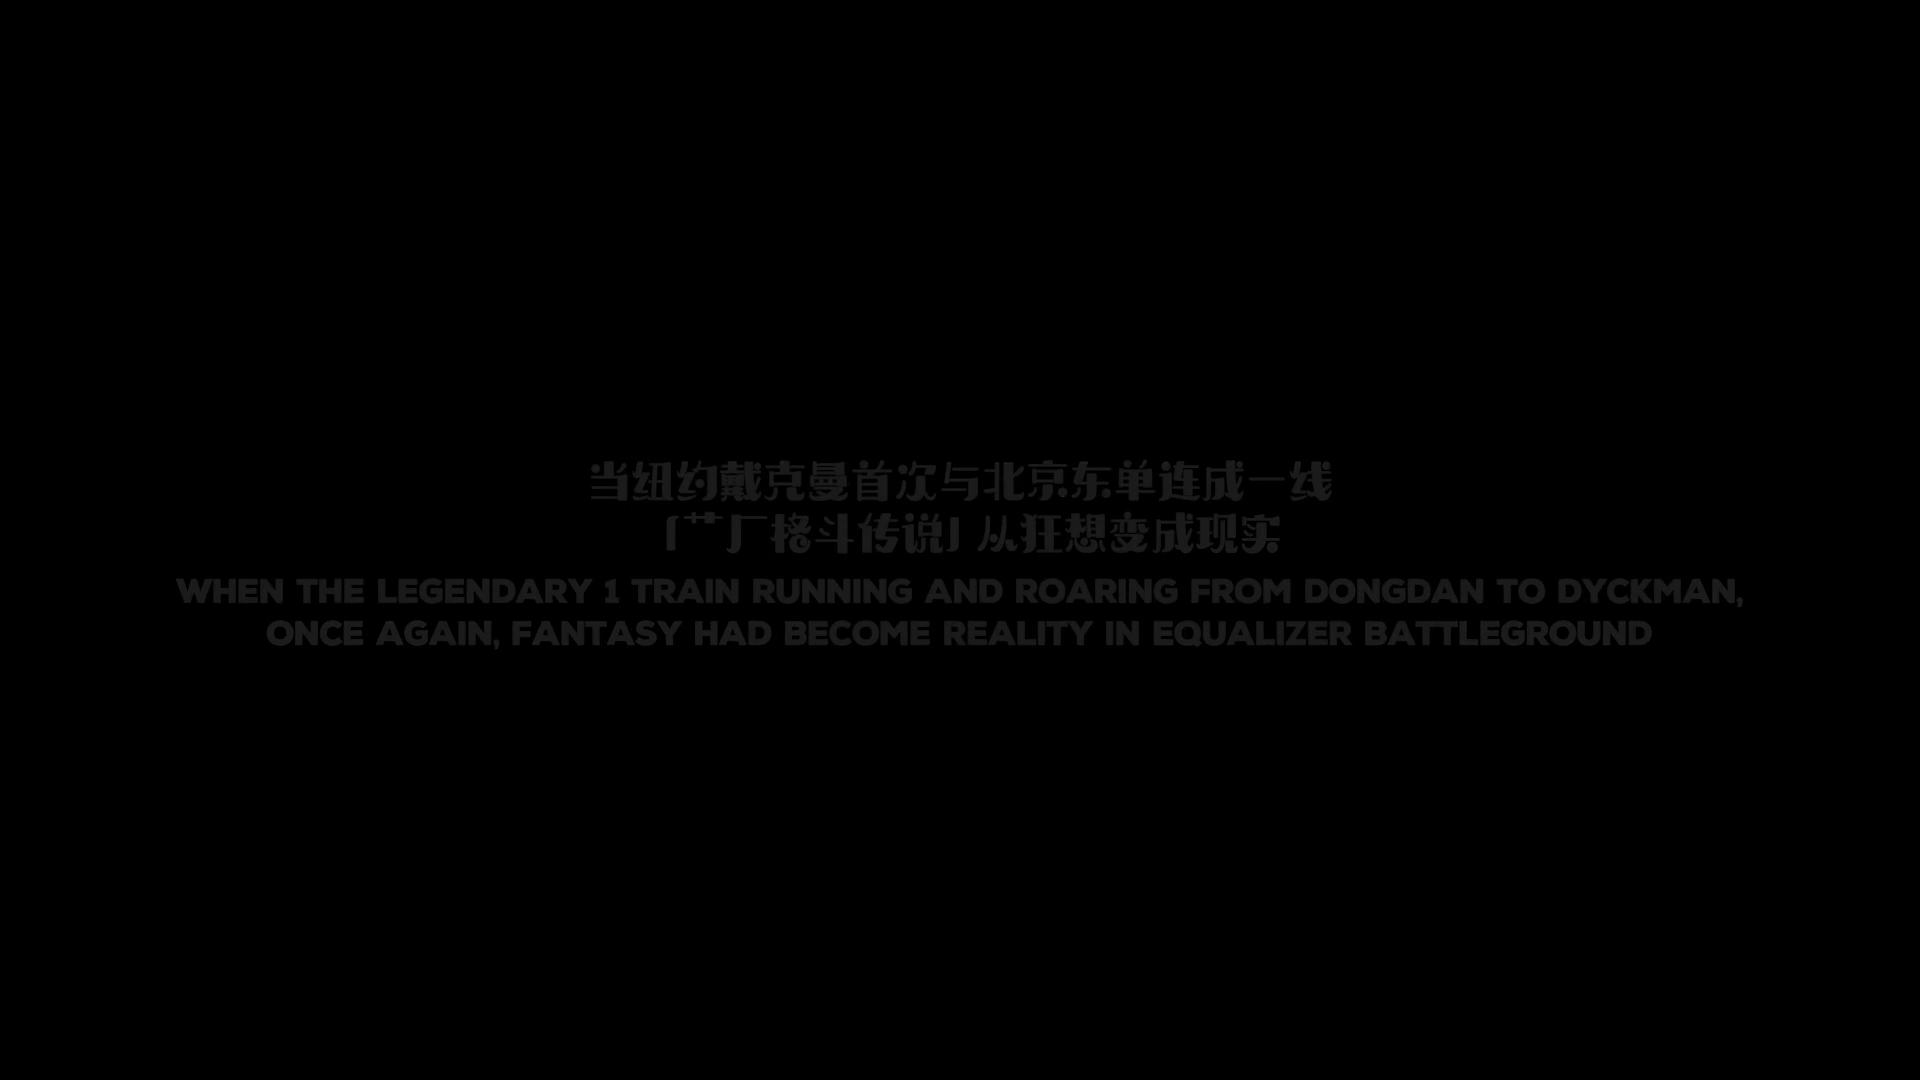 当纽约戴克曼首次与北京东单连成一线
「艹厂格斗传说」从狂想变成现实
WHEN THE LEGENDARY 1 TRAIN RUNNING AND ROARING FROM DONGDAN TO DYCKMAN,
ONCE AGAIN, FANTASY HAD BECOME REALITY IN EQUALIZER BATTLEGROUND